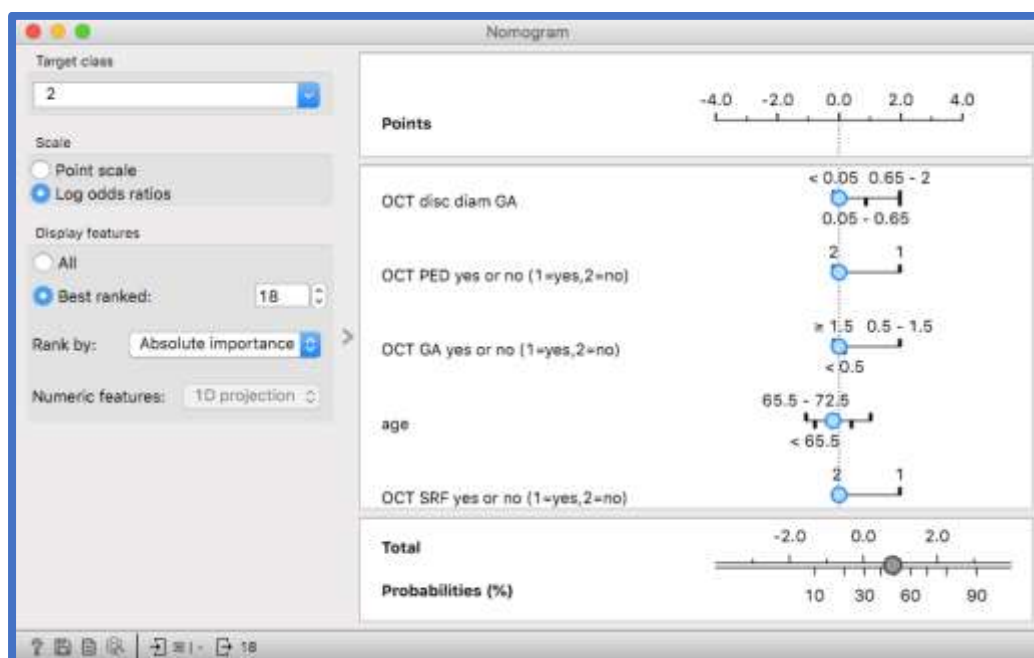 Nomogram
Target class
2
Scale
Point scale
Log odds ratios
Display features
All
Best ranked: 18
Rank by: Absolute importance
Numeric features: 1D projection
-4.0 -2.0 0.0 2.0 4.0
Points
< 0.05 0.65 - 2
OCT disc diam GA
0.05 - 0.65
2 1
OCT PED yes or no (1=yes,2=no)
≥ 1.5 0.5 - 1.5
OCT GA yes or no (1=yes,2=no)
< 0.5
65.5 - 72.5
age
< 65.5
2 1
OCT SRF yes or no (1=yes,2=no)
-2.0 0.0 2.0
Total
Probabilities (%)
10 30 60 90
? 18